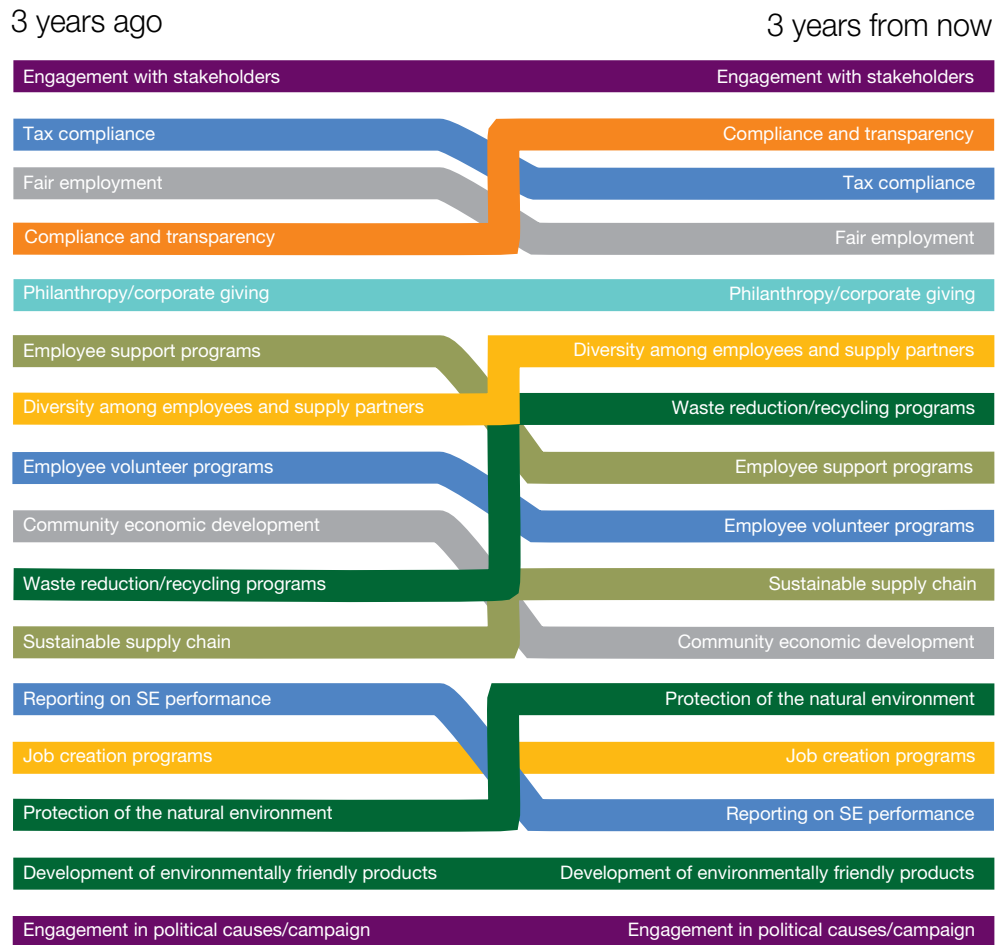 3 years ago
3 years from now
Engagement with stakeholders
Engagement with stakeholders
Tax compliance
Compliance and transparency
Fair employment
Tax compliance
Compliance and transparency
Fair employment
Philanthropy/corporate giving
Philanthropy/corporate giving
Employee support programs
Diversity among employees and supply partners
Diversity among employees and supply partners
Waste reduction/recycling programs
Employee volunteer programs
Employee support programs
Community economic development
Employee volunteer programs
Waste reduction/recycling programs
Sustainable supply chain
Sustainable supply chain
Community economic development
Reporting on SE performance
Protection of the natural environment
Job creation programs
Job creation programs
Protection of the natural environment
Reporting on SE performance
Development of environmentally friendly products
Development of environmentally friendly products
Engagement in political causes/campaign
Engagement in political causes/campaign